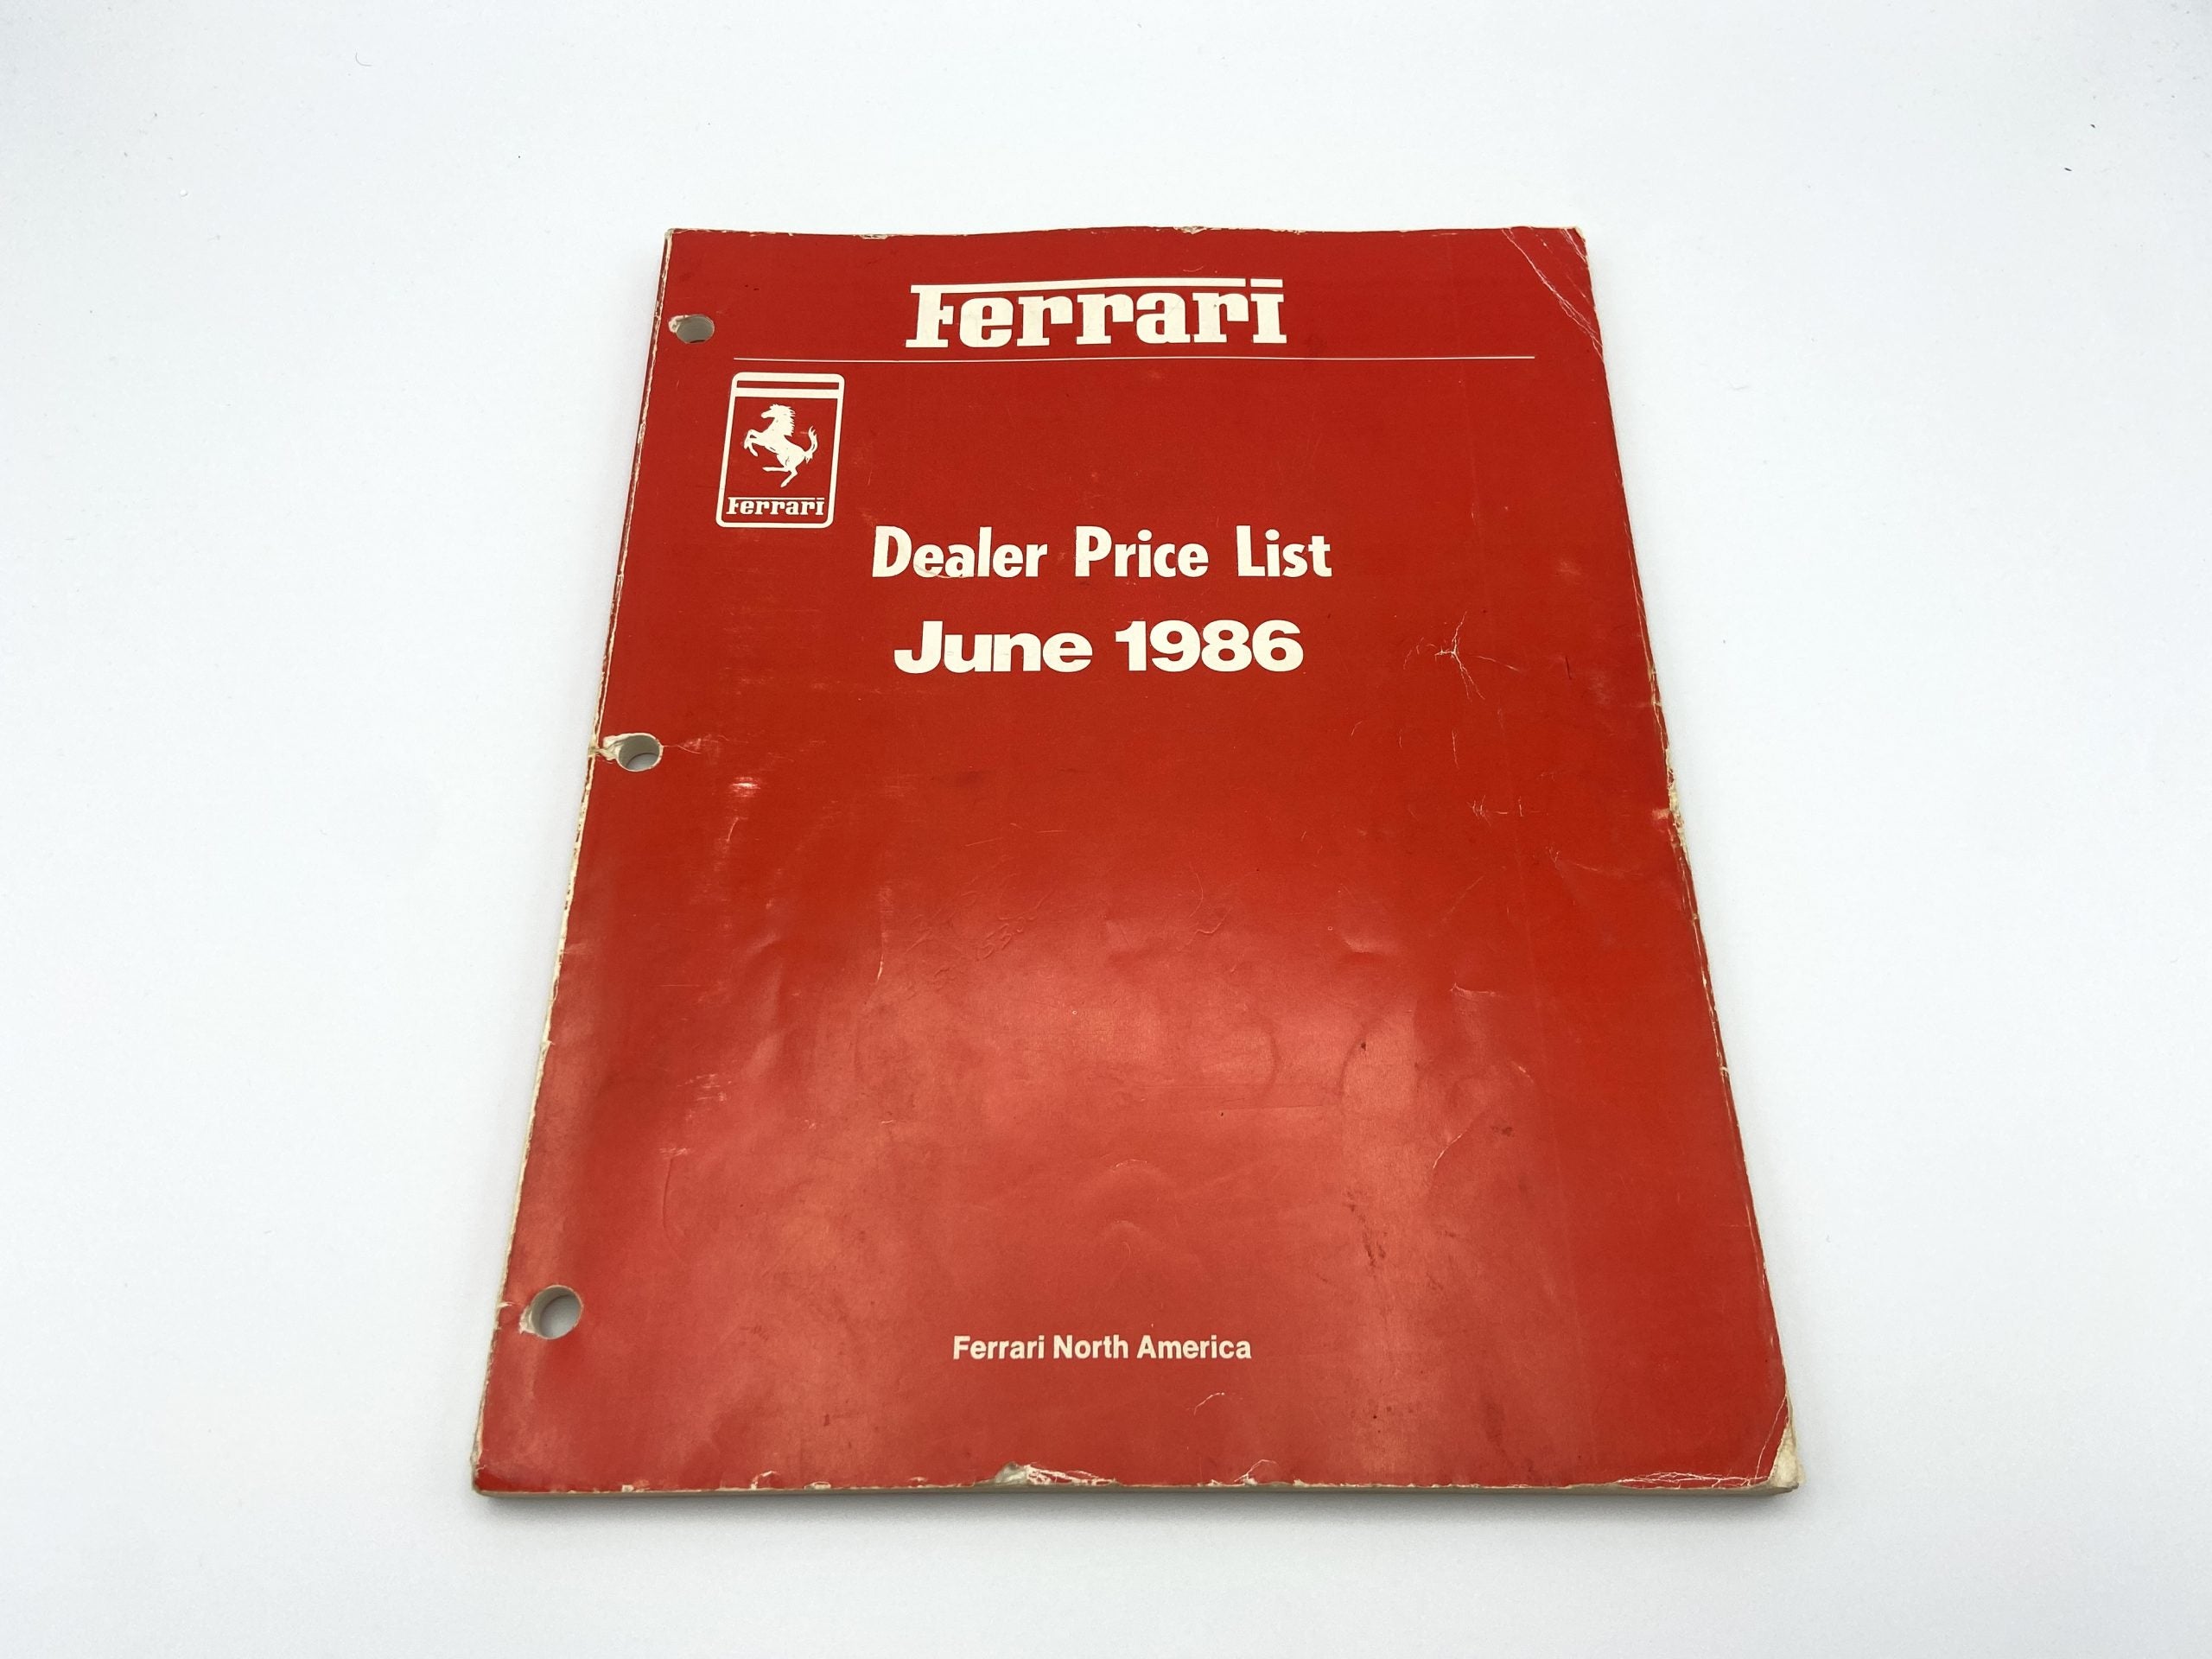 Ferrari
Ferrari
Dealer Price List
June 1986
Ferrari North America